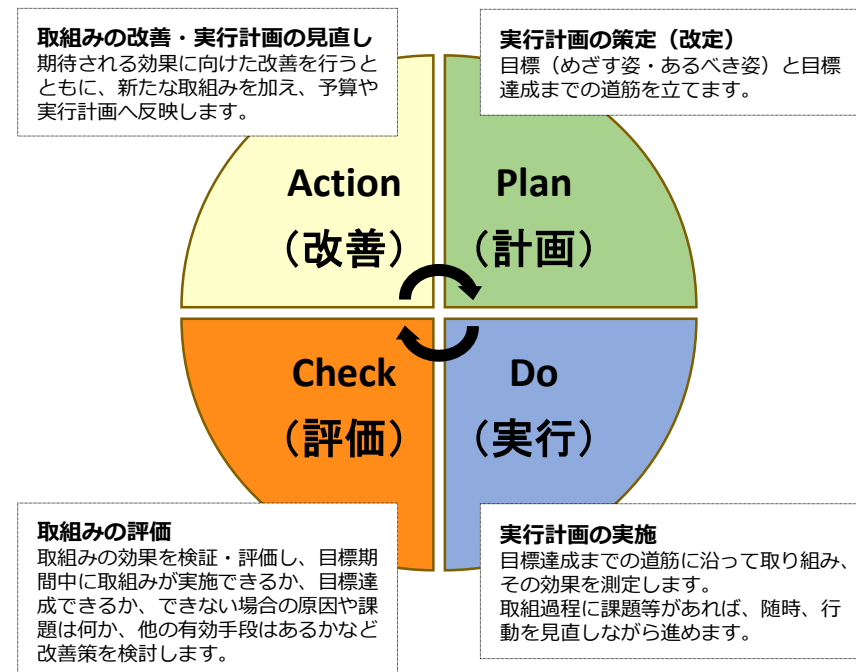 取組みの改善・実行計画の見直し
期待される効果に向けた改善を行うと
ともに、新たな取組みを加え、予算や
実行計画へ反映します。
実行計画の策定（改定）
目標（めざす姿・あるべき姿）と目標
達成までの道筋を立てます。
Action
（改善）
Plan
（計画）
Check
（評価）
Do
（実行）
取組みの評価
取組みの効果を検証・評価し、目標期
間中に取組みが実施できるか、目標達
成できるか、できない場合の原因や課
題は何か、他の有効手段はあるかなど
改善策を検討します。
実行計画の実施
目標達成までの道筋に沿って取り組み、
その効果を測定します。
取組過程に課題等があれば、随時、行
動を見直しながら進めます。